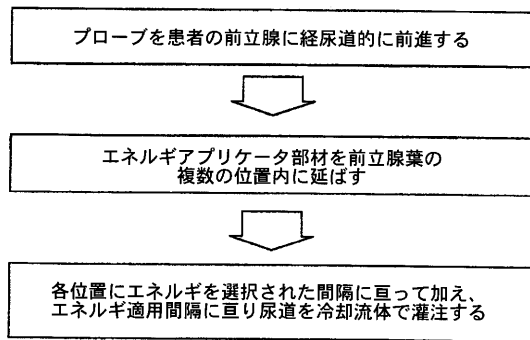 プローブを患者の前立腺に経尿道的に前進する
エネルギアプリケータ部材を前立腺葉の
複数の位置内に延ばす
各位置にエネルギを選択された間隔に亘って加え、
エネルギ適用間隔に亘り尿道を冷却流体で灌注する